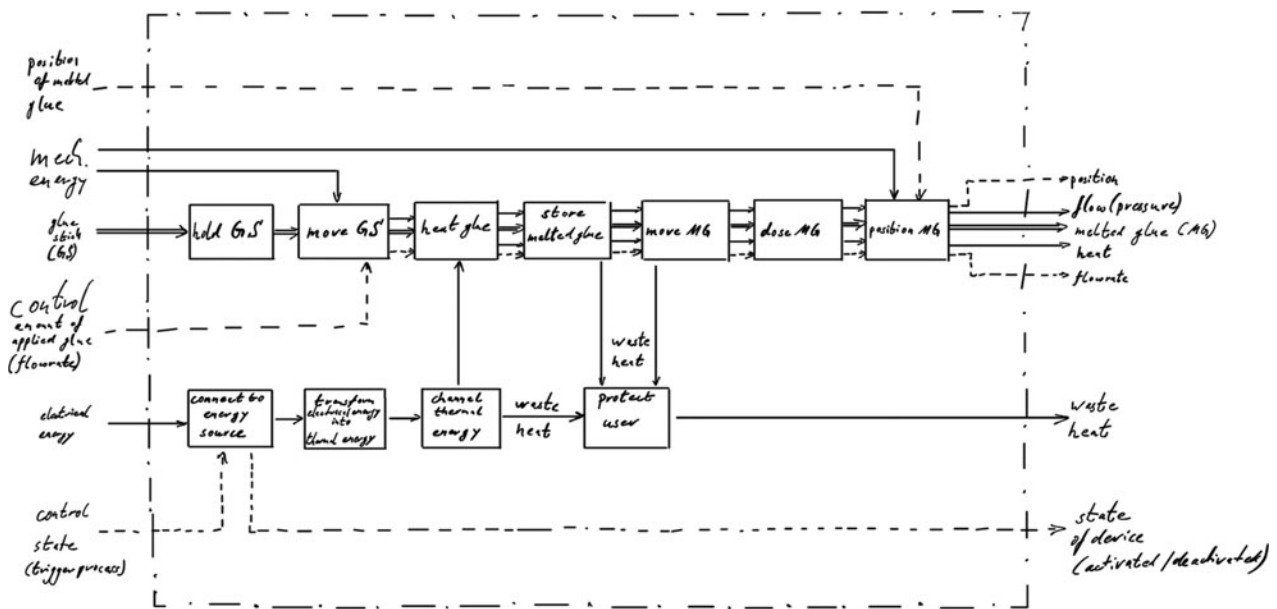 position
of melted
glue
mech.
energy
glue
stick
(GS)
hold GS
move GS
heat glue
store
melted glue
move MG
dose MG
position MG
position
flow (pressure)
melted glue (MG)
heat
flowrate
control
amount of
applied glue
(flowrate)
waste
heat
electrical
energy
connect to
energy
source
transform
electrical energy
into
thermal energy
channel
thermal
energy
waste
heat
protect
user
waste
heat
control
state
(trigger process)
state
of device
(activated/deactivated)